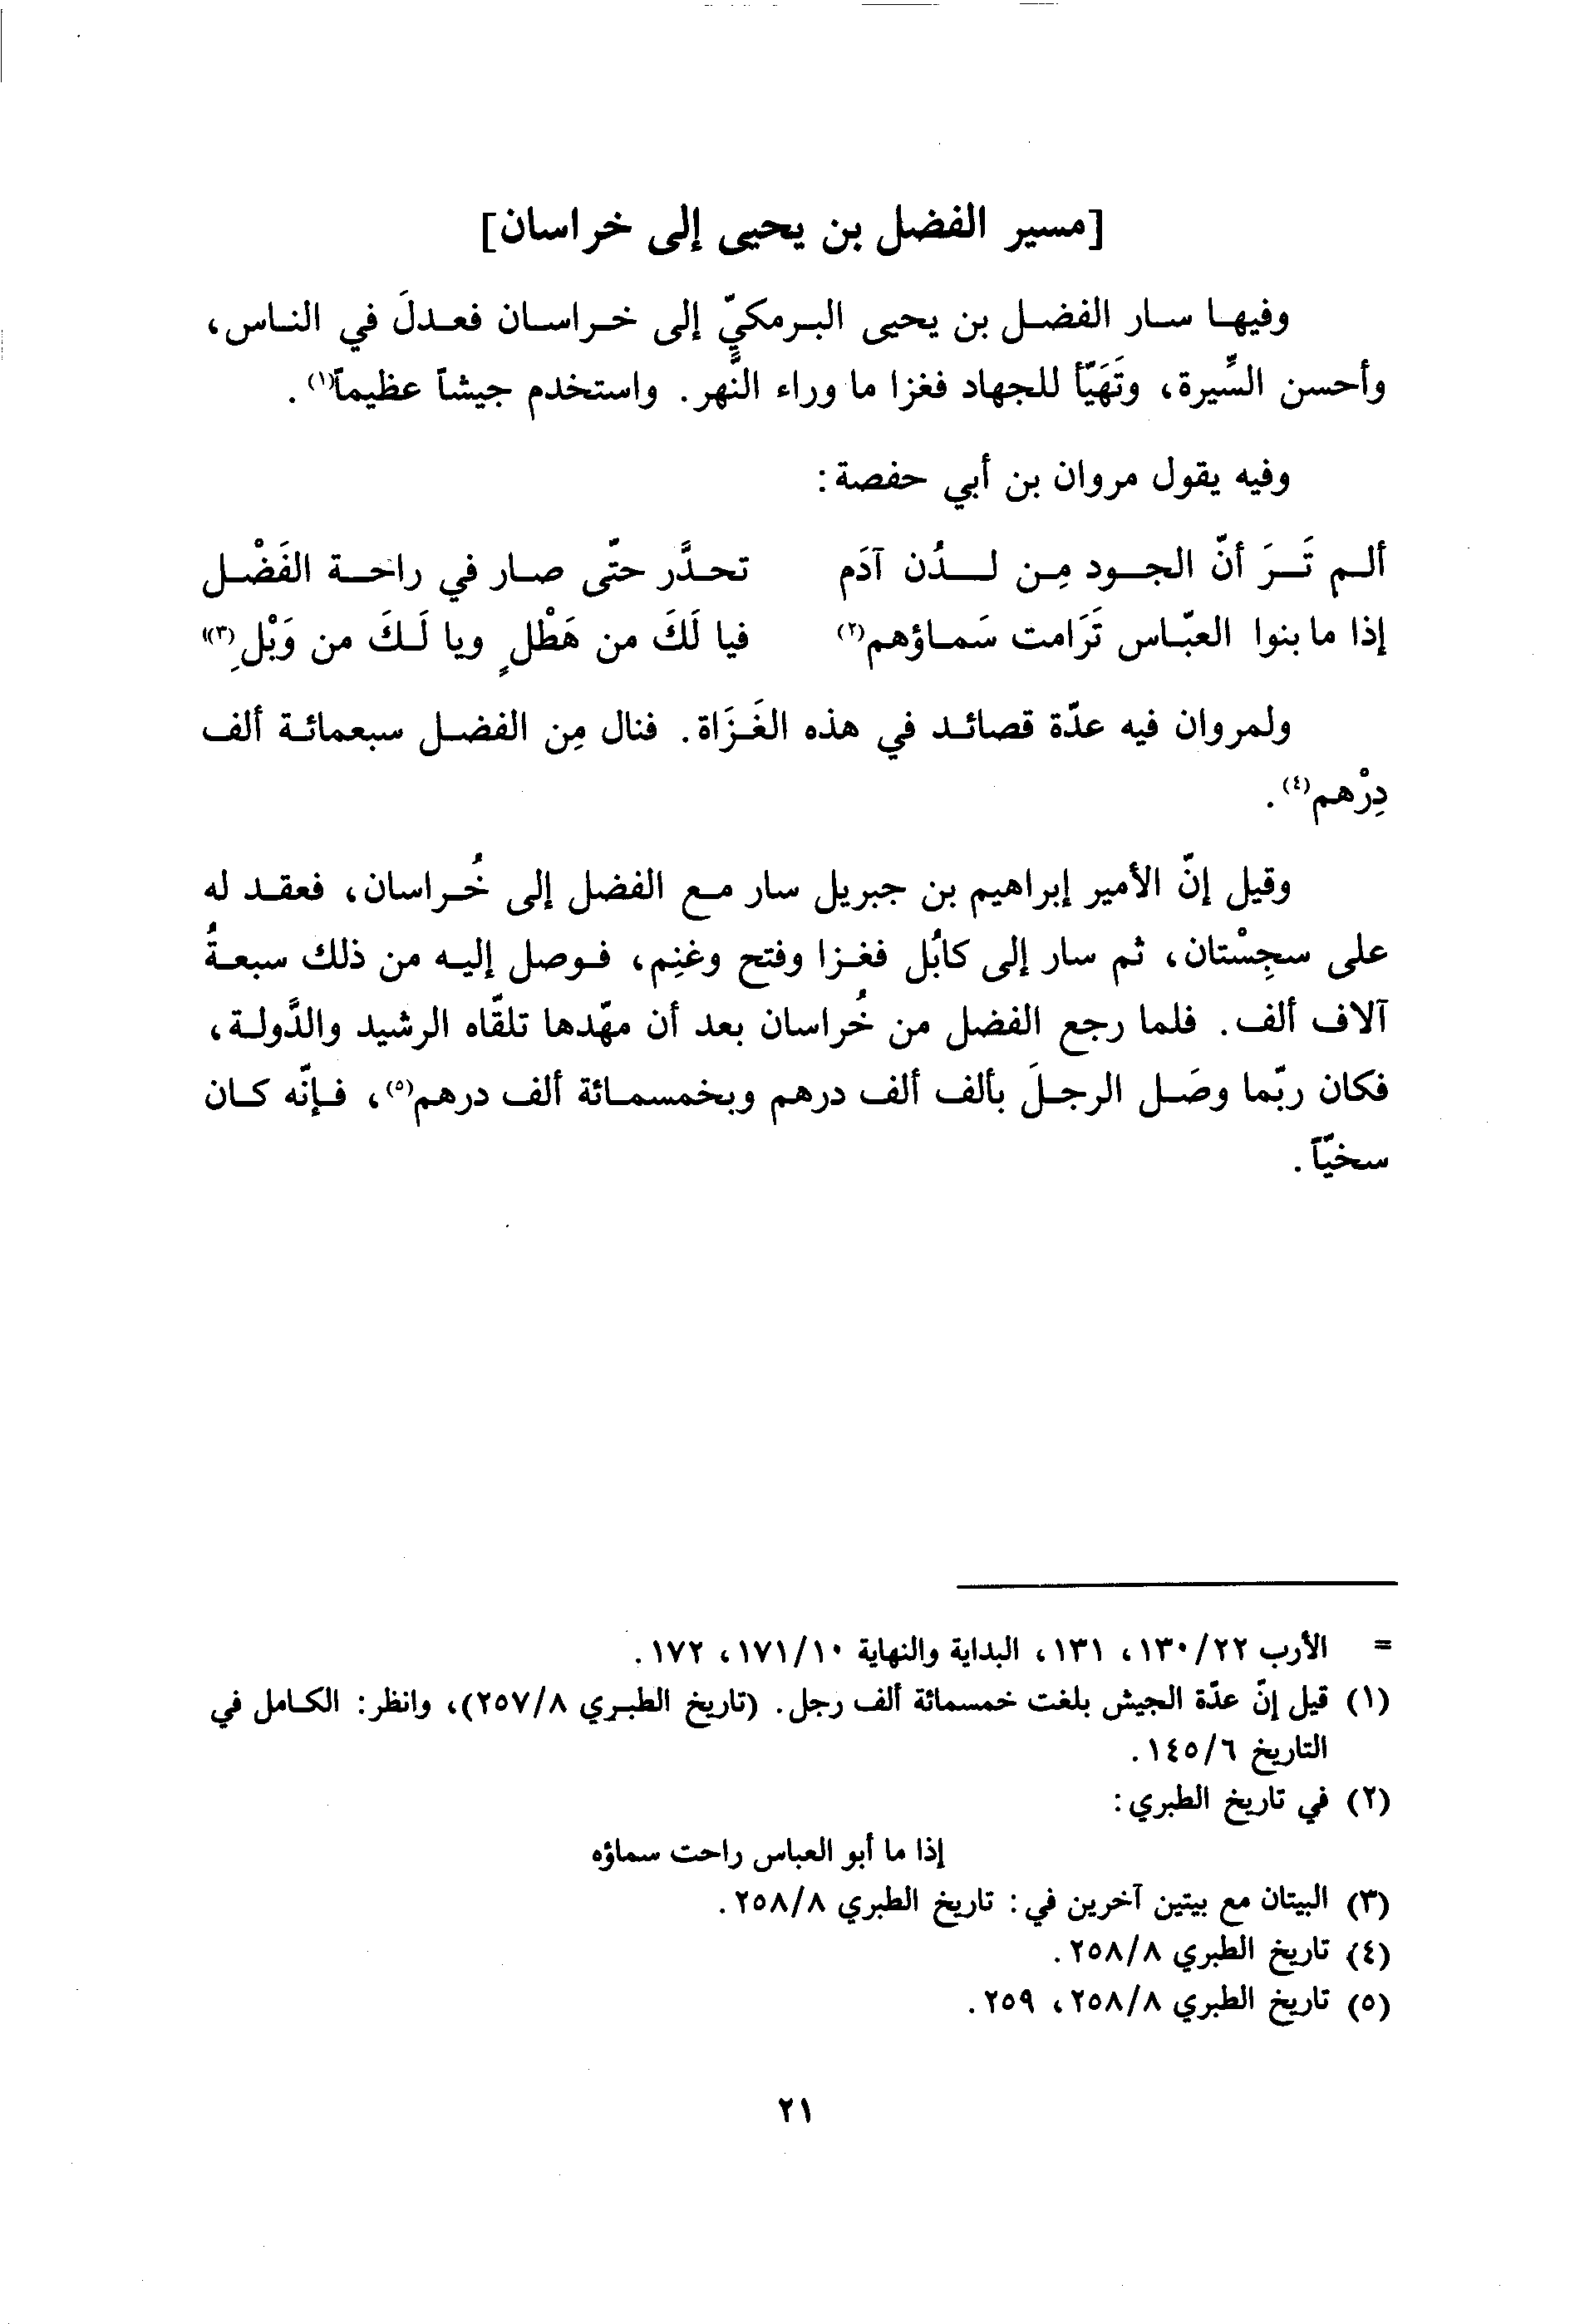 [مسير الفضل بن يحيى إلى خراسان]
وفيها سار الفضل بن يحيى البرمكيّ إلى خراسان فعدلَ في الناس،
وأحسن السِّيرة، وتَهَيَّأ للجهاد فغزا ما وراء النَّهر. واستخدم جيشاً عظيماً(١).
وفيه يقول مروان بن أبي حفصة:
ألم تَرَ أنّ الجود مِن لدُن آدَم تحدَّر حتّى صار في راحة الفَضْل
إذا ما بنوا العبّاس تَرَامت سَماؤهم(٢) فيا لَكَ من هَطْلٍ ويا لَكَ من وَبْلِ(٣)
ولمروان فيه عدّة قصائد في هذه الغَزَاة. فنال مِن الفضل سبعمائة ألف
دِرْهم(٤).
وقيل إنّ الأمير إبراهيم بن جبريل سار مع الفضل إلى خُراسان، فعقد له
على سجِسْتان، ثم سار إلى كابُل فغزا وفتح وغنِم، فوصل إليه من ذلك سبعةُ
آلاف ألف. فلما رجع الفضل من خُراسان بعد أن مهّدها تلقّاه الرشيد والدَّولة،
فكان ربّما وصَل الرجلَ بألف ألف درهم وبخمسمائة ألف درهم(٥)، فإنّه كان
سخيّاً.
= الأرب ١٣٠/٢٢، ١٣١، البداية والنهاية ١٧١/١٠، ١٧٢.
(١) قيل إنّ عدّة الجيش بلغت خمسمائة ألف رجل. (تاريخ الطبري ٢٥٧/٨)، وانظر: الكامل في
التاريخ ١٤٥/٦.
(٢) في تاريخ الطبري:
إذا ما أبو العباس راحت سماؤه
(٣) البيتان مع بيتين آخرين في: تاريخ الطبري ٢٥٨/٨.
(٤) تاريخ الطبري ٢٥٨/٨.
(٥) تاريخ الطبري ٢٥٨/٨، ٢٥٩.
٢١